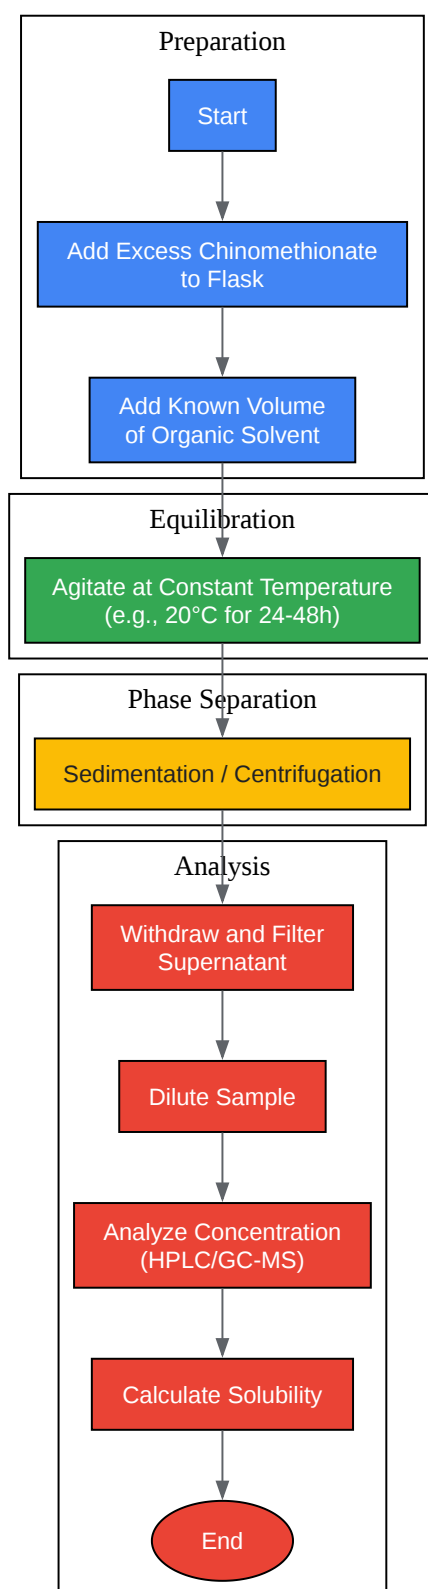 Preparation
Start
Add Excess Chinomethionate
to Flask
Add Known Volume
of Organic Solvent
Equilibration
Agitate at Constant Temperature
(e.g., 20°C for 24-48h)
Phase Separation
Sedimentation / Centrifugation
Analysis
Withdraw and Filter
Supernatant
Dilute Sample
Analyze Concentration
(HPLC/GC-MS)
Calculate Solubility
End